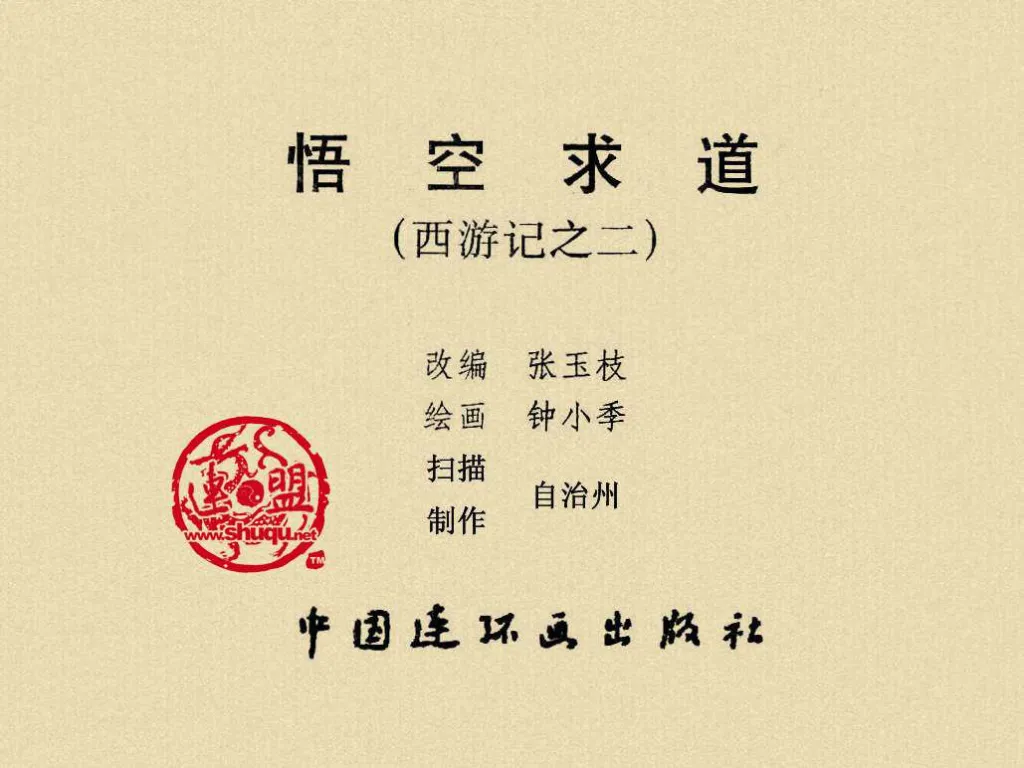 悟空求道
(西游记之二)
改编 张玉枝
绘画 钟小季
扫描
制作 自治州
連盟
www.shuqu.net
TM
中国连环画出版社